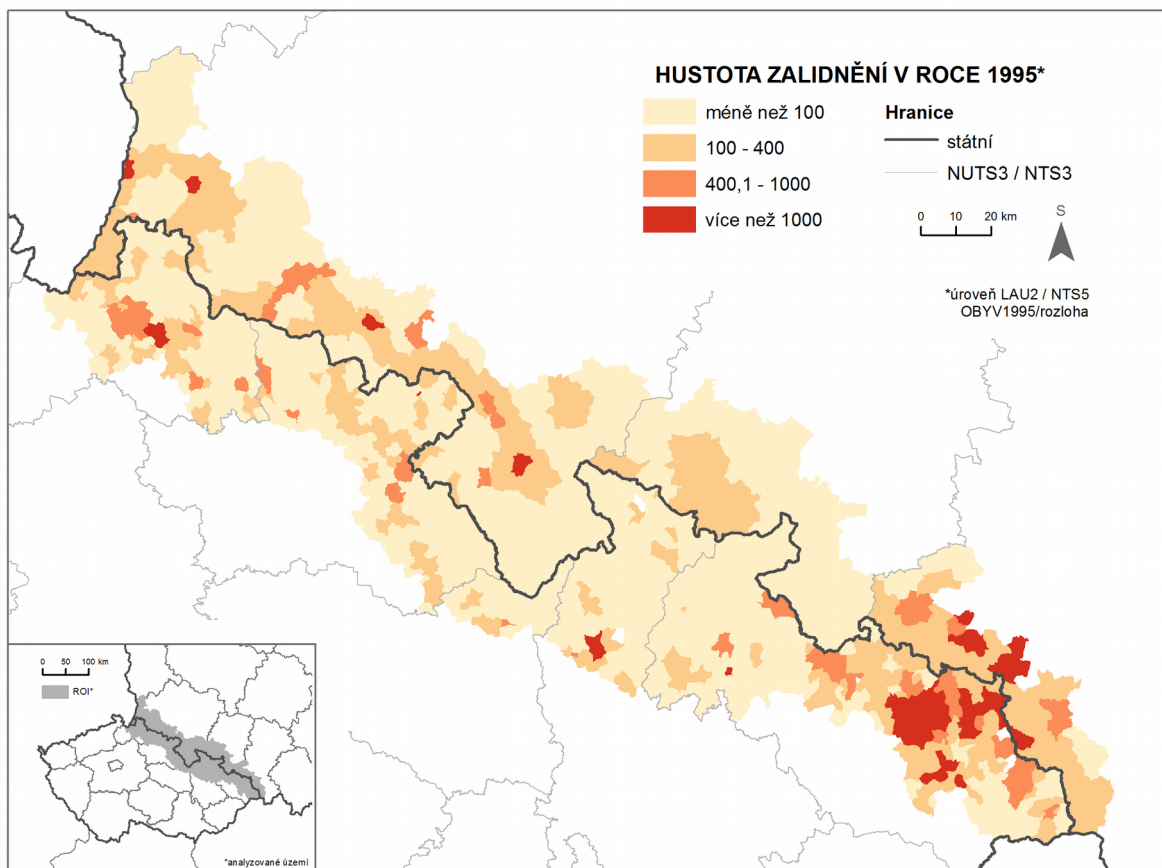 HUSTOTA ZALIDNĚNÍ V ROCE 1995*
méně než 100
100 - 400
400,1 - 1000
více než 1000
Hranice
státní
NUTS3 / NTS3
0 10 20 km
S
*úroveň LAU2 / NTS5
OBYV1995/rozloha
0 50 100 km
ROI*
*analyzované území